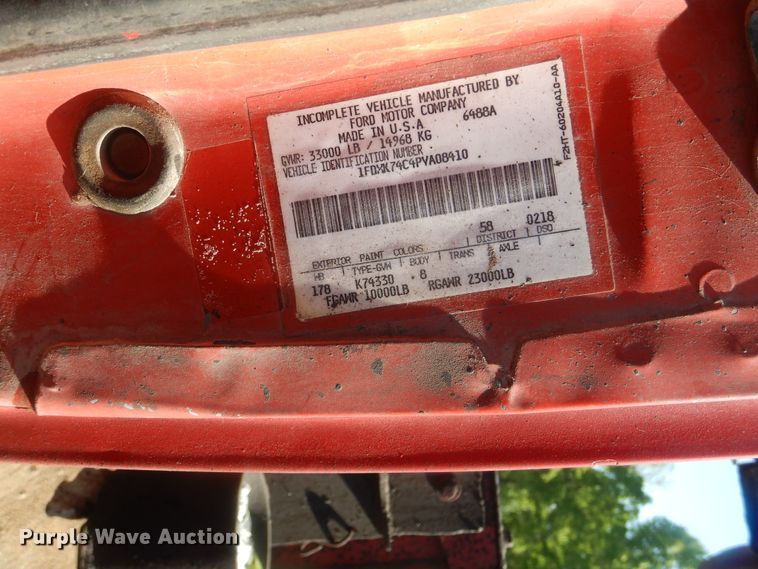 INCOMPLETE VEHICLE MANUFACTURED BY
FORD MOTOR COMPANY
MADE IN U.S.A 6488A
GVWR: 33000 LB / 14968 KG
VEHICLE IDENTIFICATION NUMBER
1FDXK74C4PVA08410
58 0218
EXTERIOR PAINT COLORS DISTRICT DSO
WB TYPE-GVW BODY TRANS AXLE
178 K74330 8
FGAWR 10000LB RGAWR 23000LB
F2HT-60204A10-AA
Purple Wave Auction